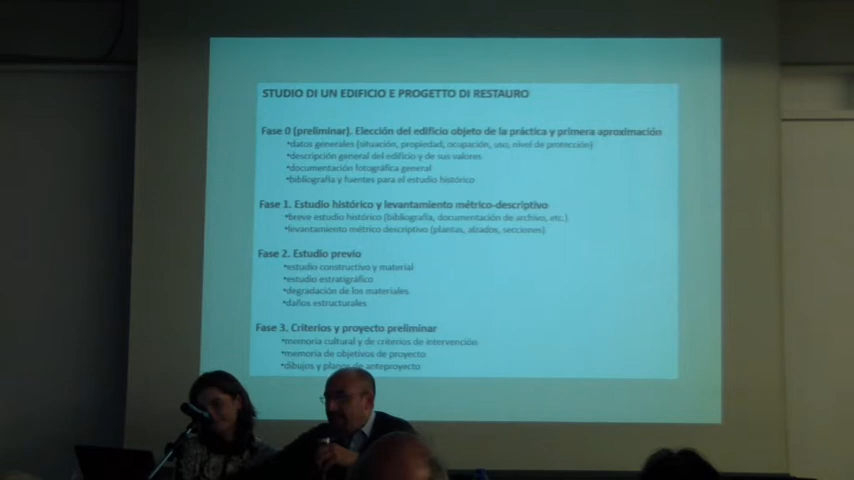 STUDIO DI UN EDIFICIO E PROGETTO DI RESTAURO
Fase 0 (preliminar). Elección del edificio objeto de la práctica y primera aproximación
•datos generales (situación, propiedad, ocupación, uso, nivel de protección)
•descripción general del edificio y de sus valores
•documentación fotográfica general
•bibliografía y fuentes para el estudio histórico
Fase 1. Estudio histórico y levantamiento métrico-descriptivo
•breve estudio histórico (bibliografía, documentación de archivo, etc.)
•levantamiento métrico descriptivo (plantas, alzados, secciones)
Fase 2. Estudio previo
•estudio constructivo y material
•estudio estratigráfico
•degradación de los materiales
•daños estructurales
Fase 3. Criterios y proyecto preliminar
•memoria cultural y de criterios de intervención
•memoria de objetivos de proyecto
•dibujos y planos de anteproyecto